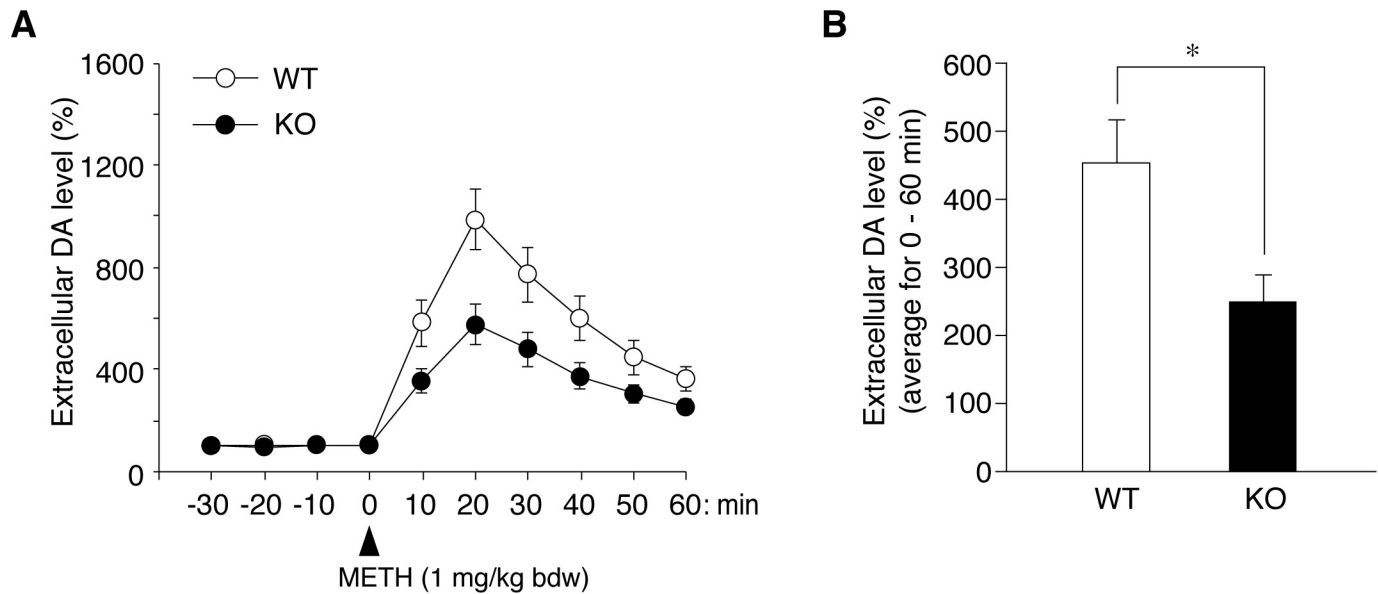 A
Extracellular DA level (%)
1600
1200
800
400
0
WT
KO
-30 -20 -10 0 10 20 30 40 50 60: min
METH (1 mg/kg bdw)
B
Extracellular DA level (%)
(average for 0 - 60 min)
600
500
400
300
200
100
0
*
WT KO